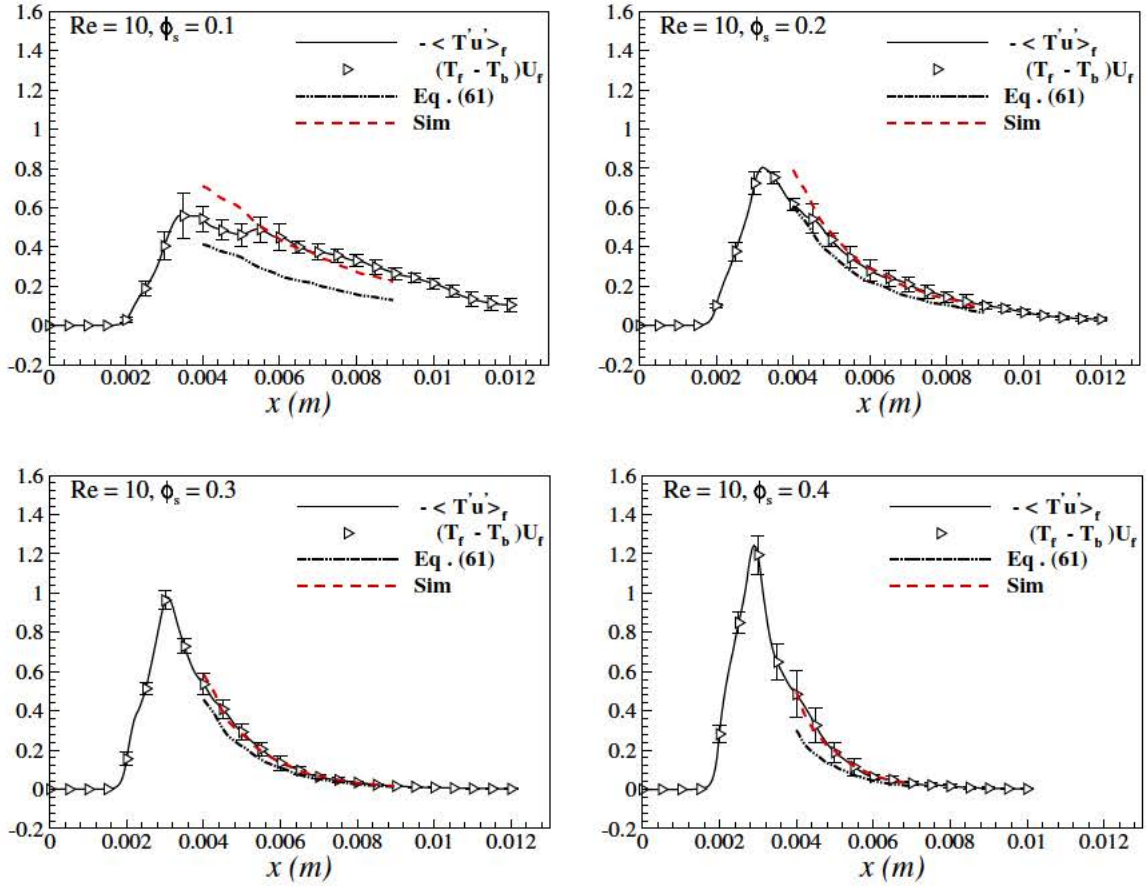 Re = 10, ϕs = 0.1
- < T'u' >f
(Tf - Tb)Uf
Eq . (61)
Sim
1.6
1.4
1.2
1
0.8
0.6
0.4
0.2
0
-0.2
0 0.002 0.004 0.006 0.008 0.01 0.012
x (m)
Re = 10, ϕs = 0.2
- < T'u' >f
(Tf - Tb)Uf
Eq . (61)
Sim
1.6
1.4
1.2
1
0.8
0.6
0.4
0.2
0
-0.2
0 0.002 0.004 0.006 0.008 0.01 0.012
x (m)
Re = 10, ϕs = 0.3
- < T'u' >f
(Tf - Tb)Uf
Eq . (61)
Sim
1.6
1.4
1.2
1
0.8
0.6
0.4
0.2
0
-0.2
0 0.002 0.004 0.006 0.008 0.01 0.012
x (m)
Re = 10, ϕs = 0.4
- < T'u' >f
(Tf - Tb)Uf
Eq . (61)
Sim
1.6
1.4
1.2
1
0.8
0.6
0.4
0.2
0
-0.2
0 0.002 0.004 0.006 0.008 0.01 0.012
x (m)